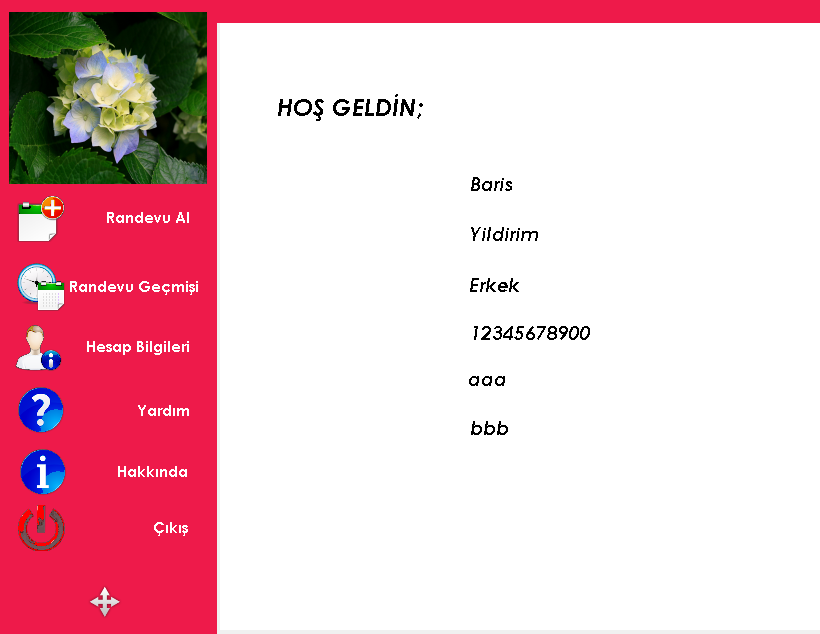 HOŞ GELDİN;
Baris
Yildirim
Erkek
12345678900
aaa
bbb
Randevu Al
Randevu Geçmişi
Hesap Bilgileri
Yardım
Hakkında
Çıkış